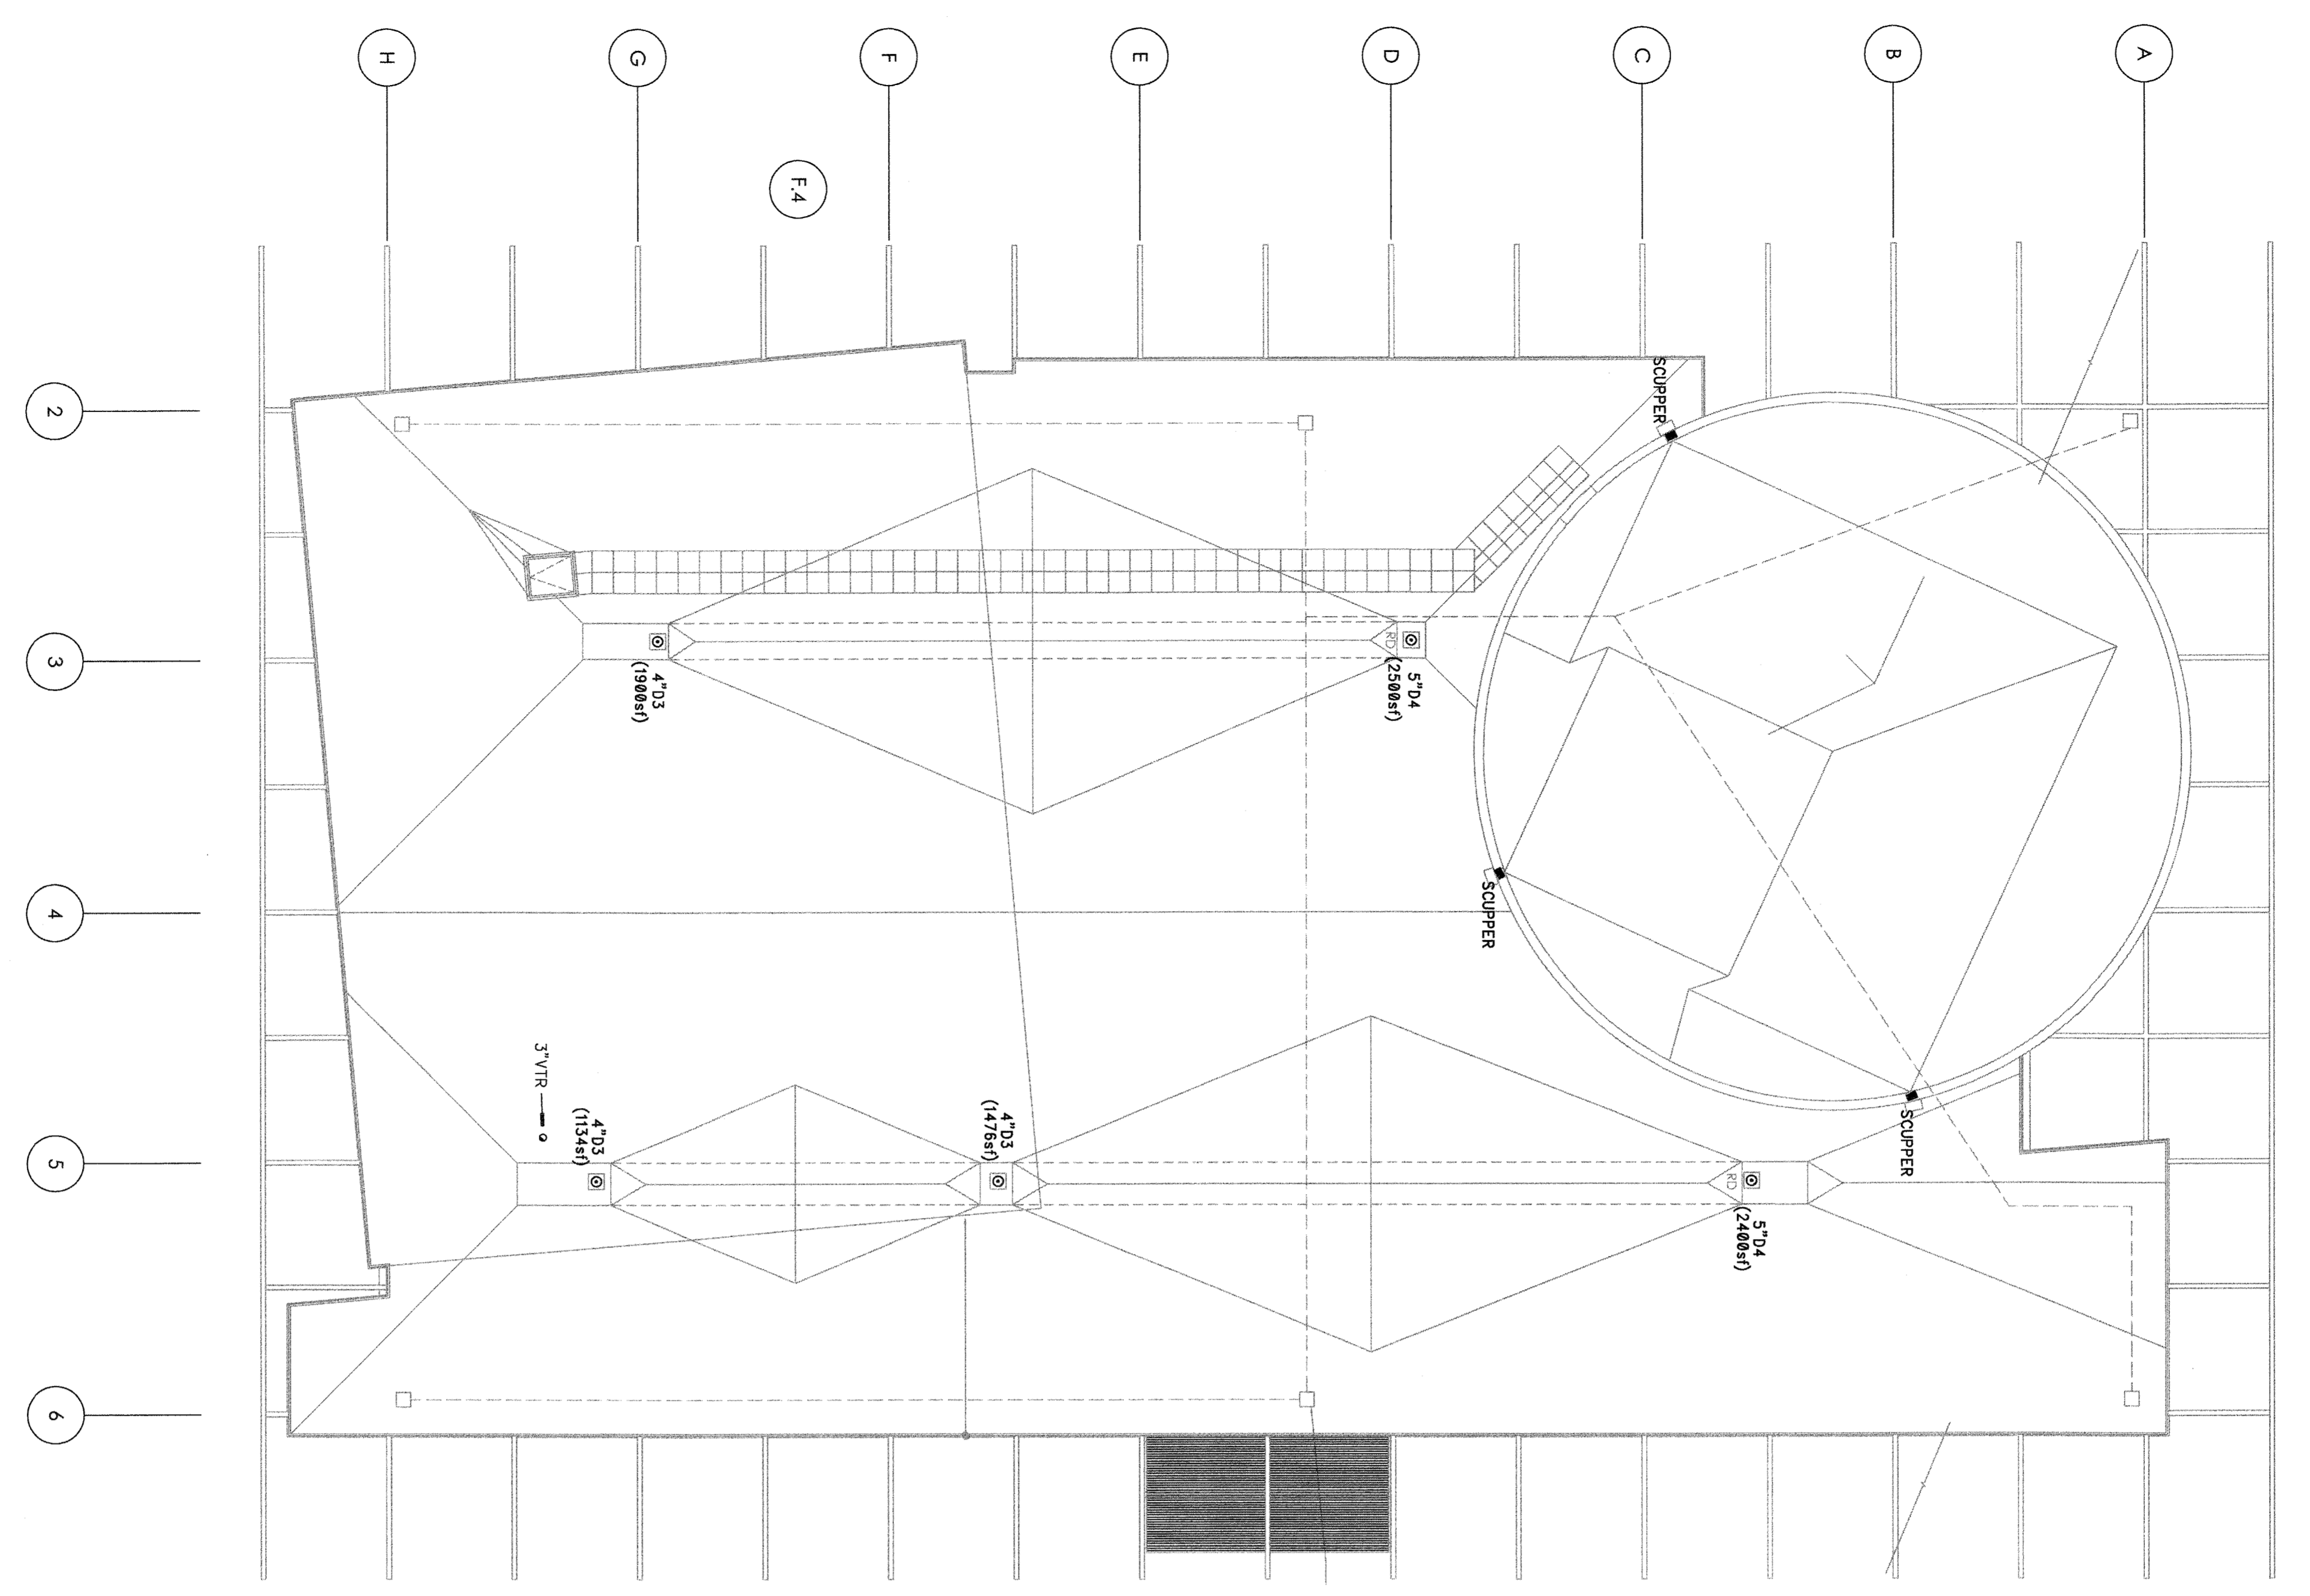 H
G
F
E
D
C
B
A
F.4
2
3
4
5
6
SCUPPER
4"D3
(1900sf)
RD
5"D4
(2500sf)
SCUPPER
3"VTR
4"D3
(1134sf)
4"D3
(1476sf)
RD
5"D4
(2400sf)
SCUPPER